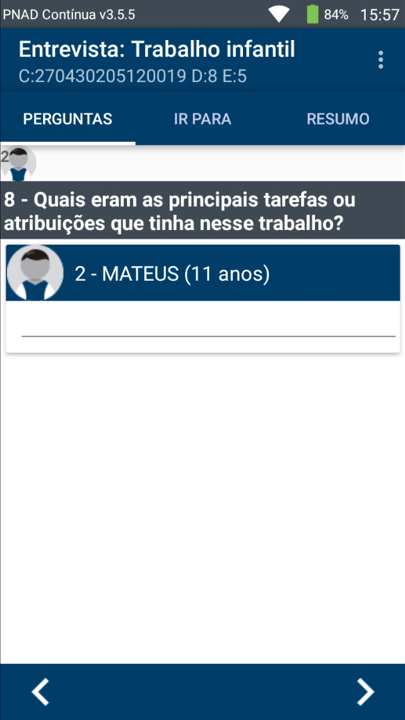 PNAD Contínua v3.5.5
84%
15:57
Entrevista: Trabalho infantil
C:270430205120019 D:8 E:5
PERGUNTAS
IR PARA
RESUMO
2
8 - Quais eram as principais tarefas ou
atribuições que tinha nesse trabalho?
2 - MATEUS (11 anos)